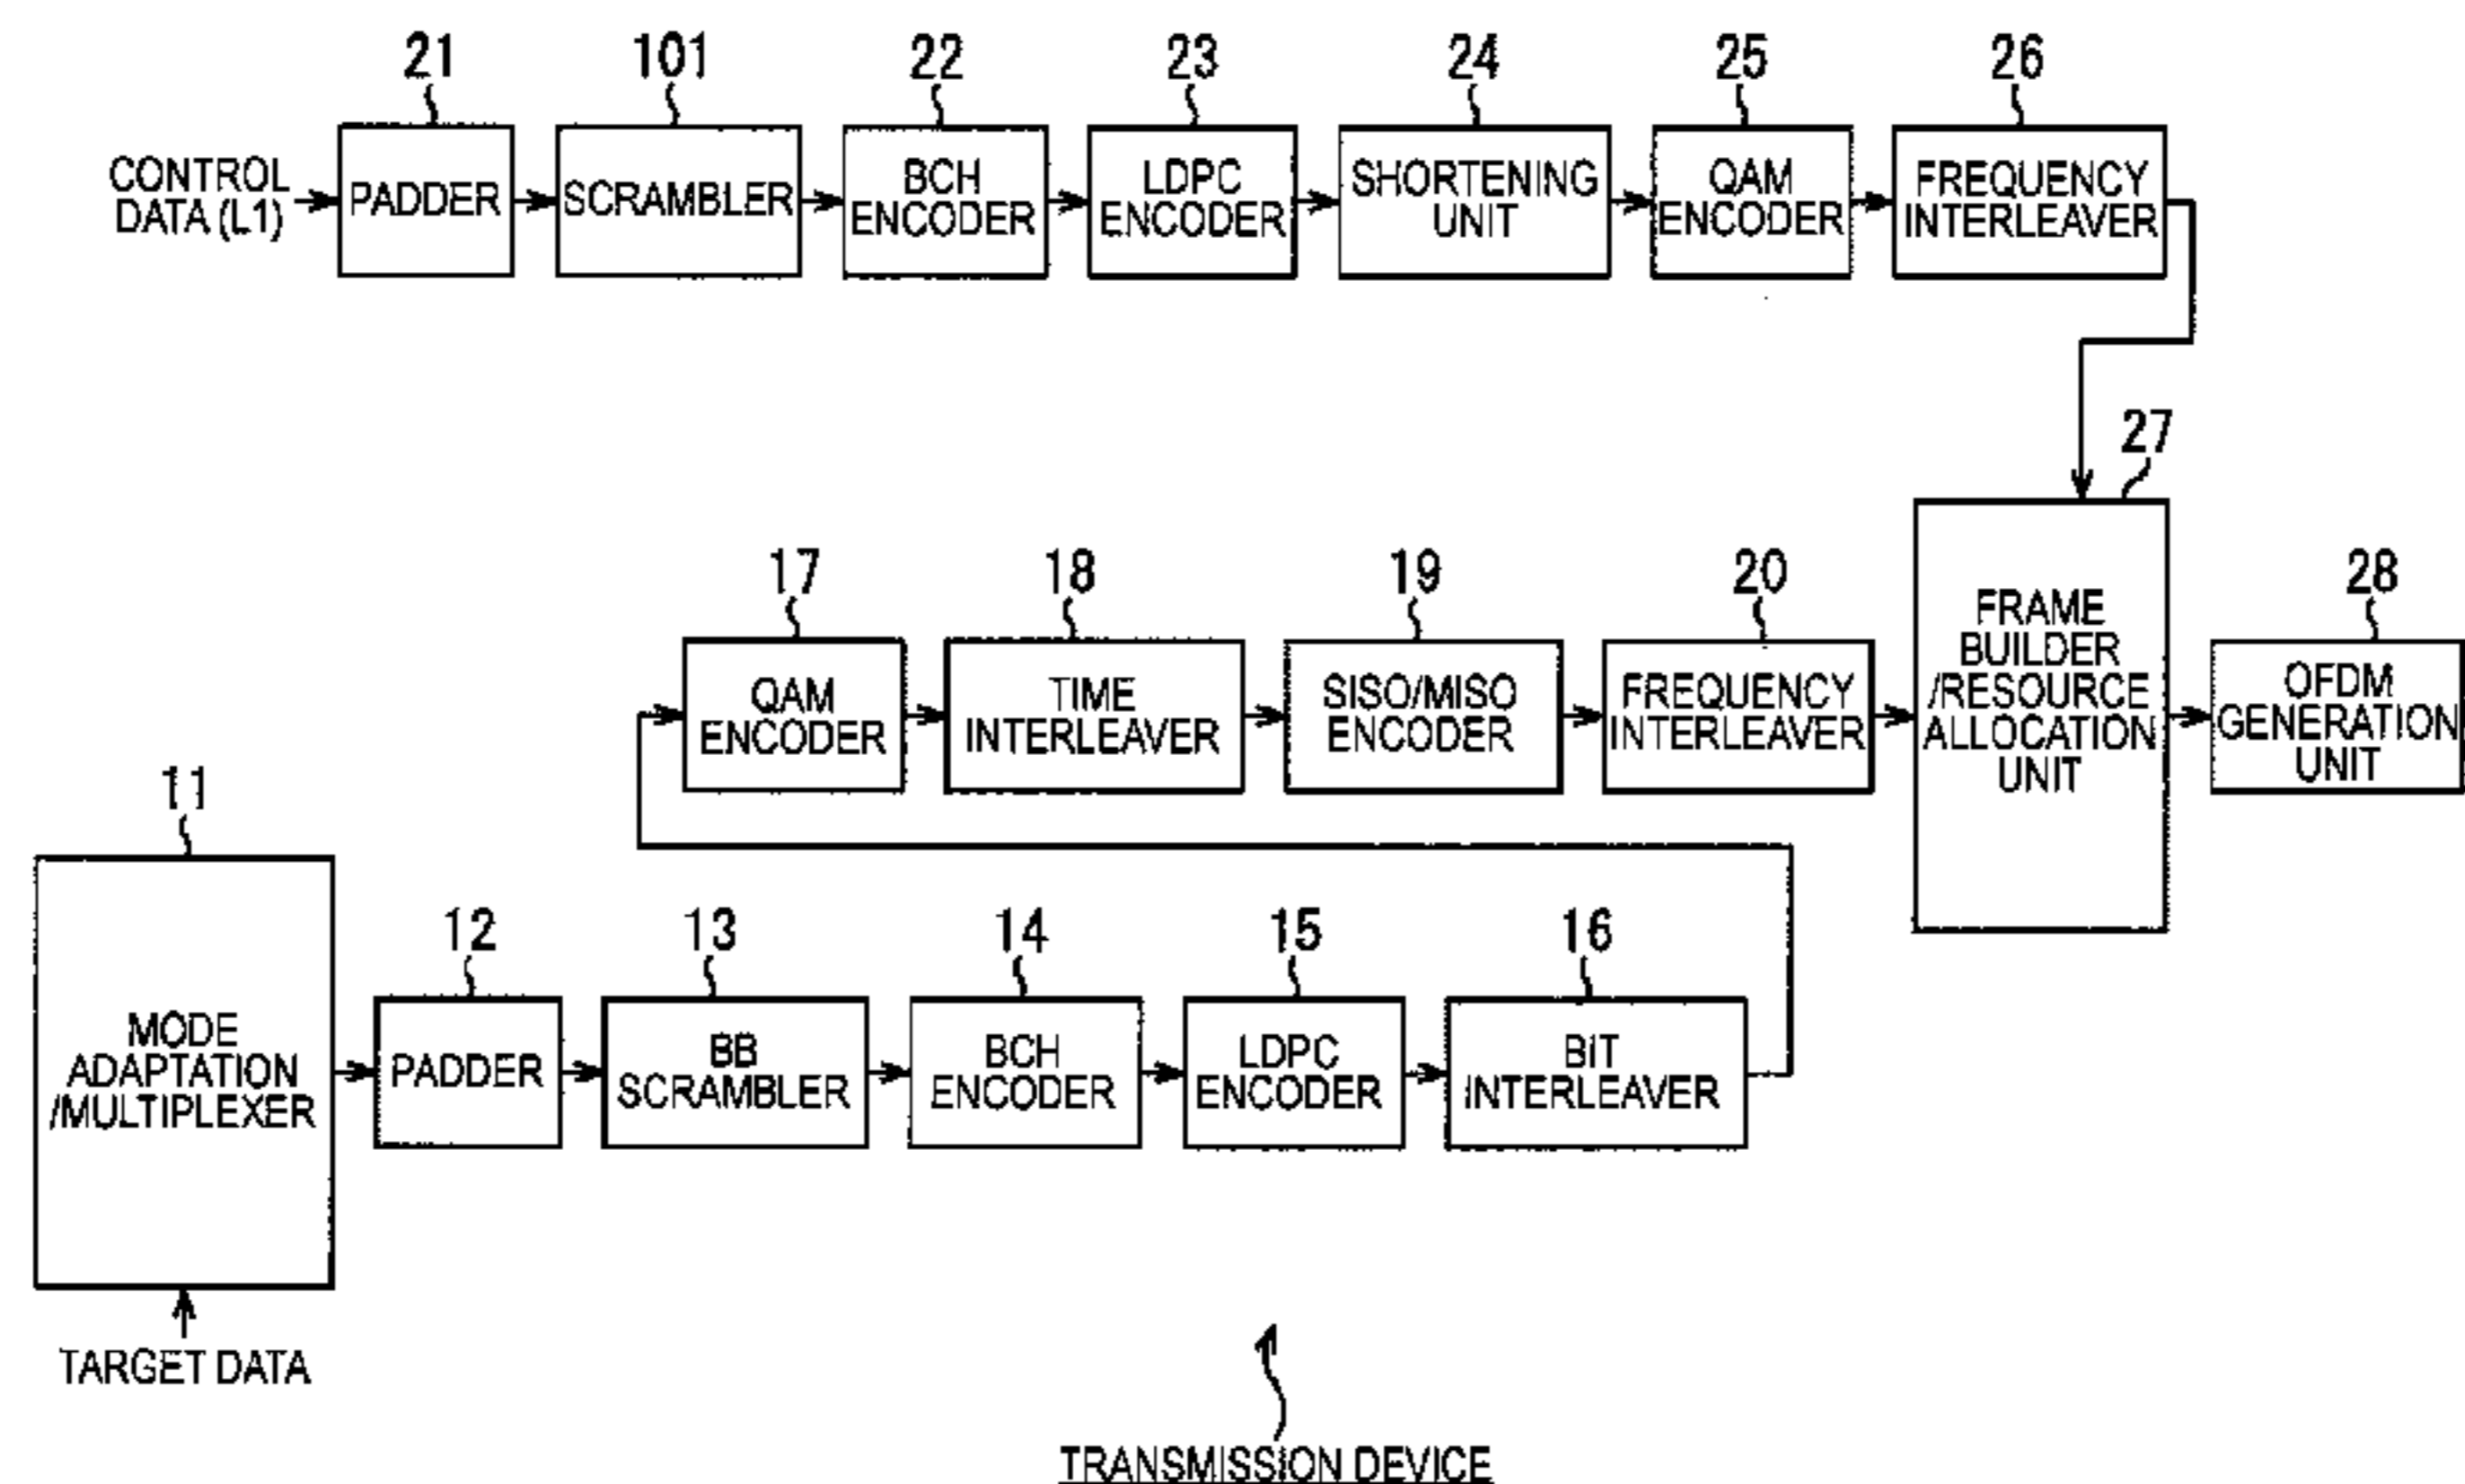 21 101 22 23 24 25 26
CONTROL
DATA (L1)
PADDER
SCRAMBLER
BCH
ENCODER
LDPC
ENCODER
SHORTENING
UNIT
QAM
ENCODER
FREQUENCY
INTERLEAVER
27
17 18 19 20 28
QAM
ENCODER
TIME
INTERLEAVER
SISO/MISO
ENCODER
FREQUENCY
INTERLEAVER
FRAME
BUILDER
/RESOURCE
ALLOCATION
UNIT
OFDM
GENERATION
UNIT
11
12 13 14 15 16
MODE
ADAPTATION
/MULTIPLEXER
PADDER
BB
SCRAMBLER
BCH
ENCODER
LDPC
ENCODER
BIT
INTERLEAVER
TARGET DATA
TRANSMISSION DEVICE